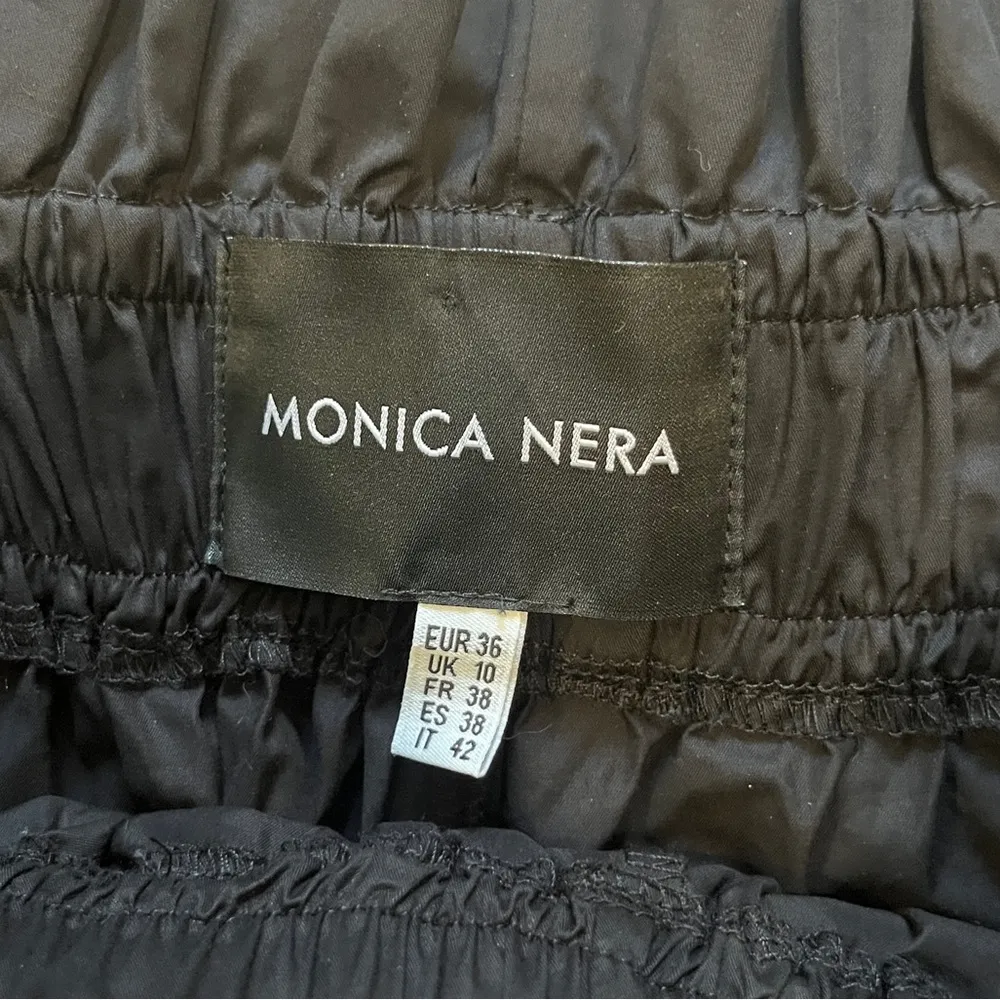 MONICA NERA
EUR 36
UK 10
FR 38
ES 38
IT 42